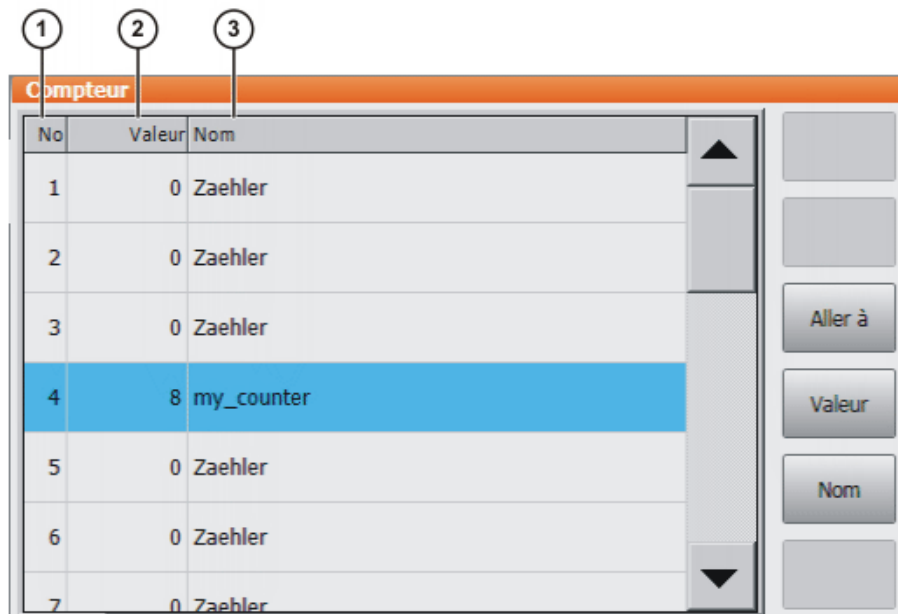 1 2 3
Compteur
No Valeur Nom
1 0 Zaehler
2 0 Zaehler
3 0 Zaehler
Aller à
4 8 my_counter
Valeur
5 0 Zaehler
Nom
6 0 Zaehler
7 0 Zaehler